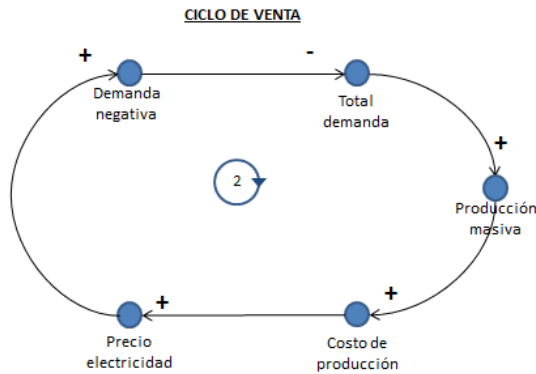 CICLO DE VENTA
+
-
Demanda
negativa
Total
demanda
+
2
Producción
masiva
+
+
Precio
electricidad
Costo de
producción